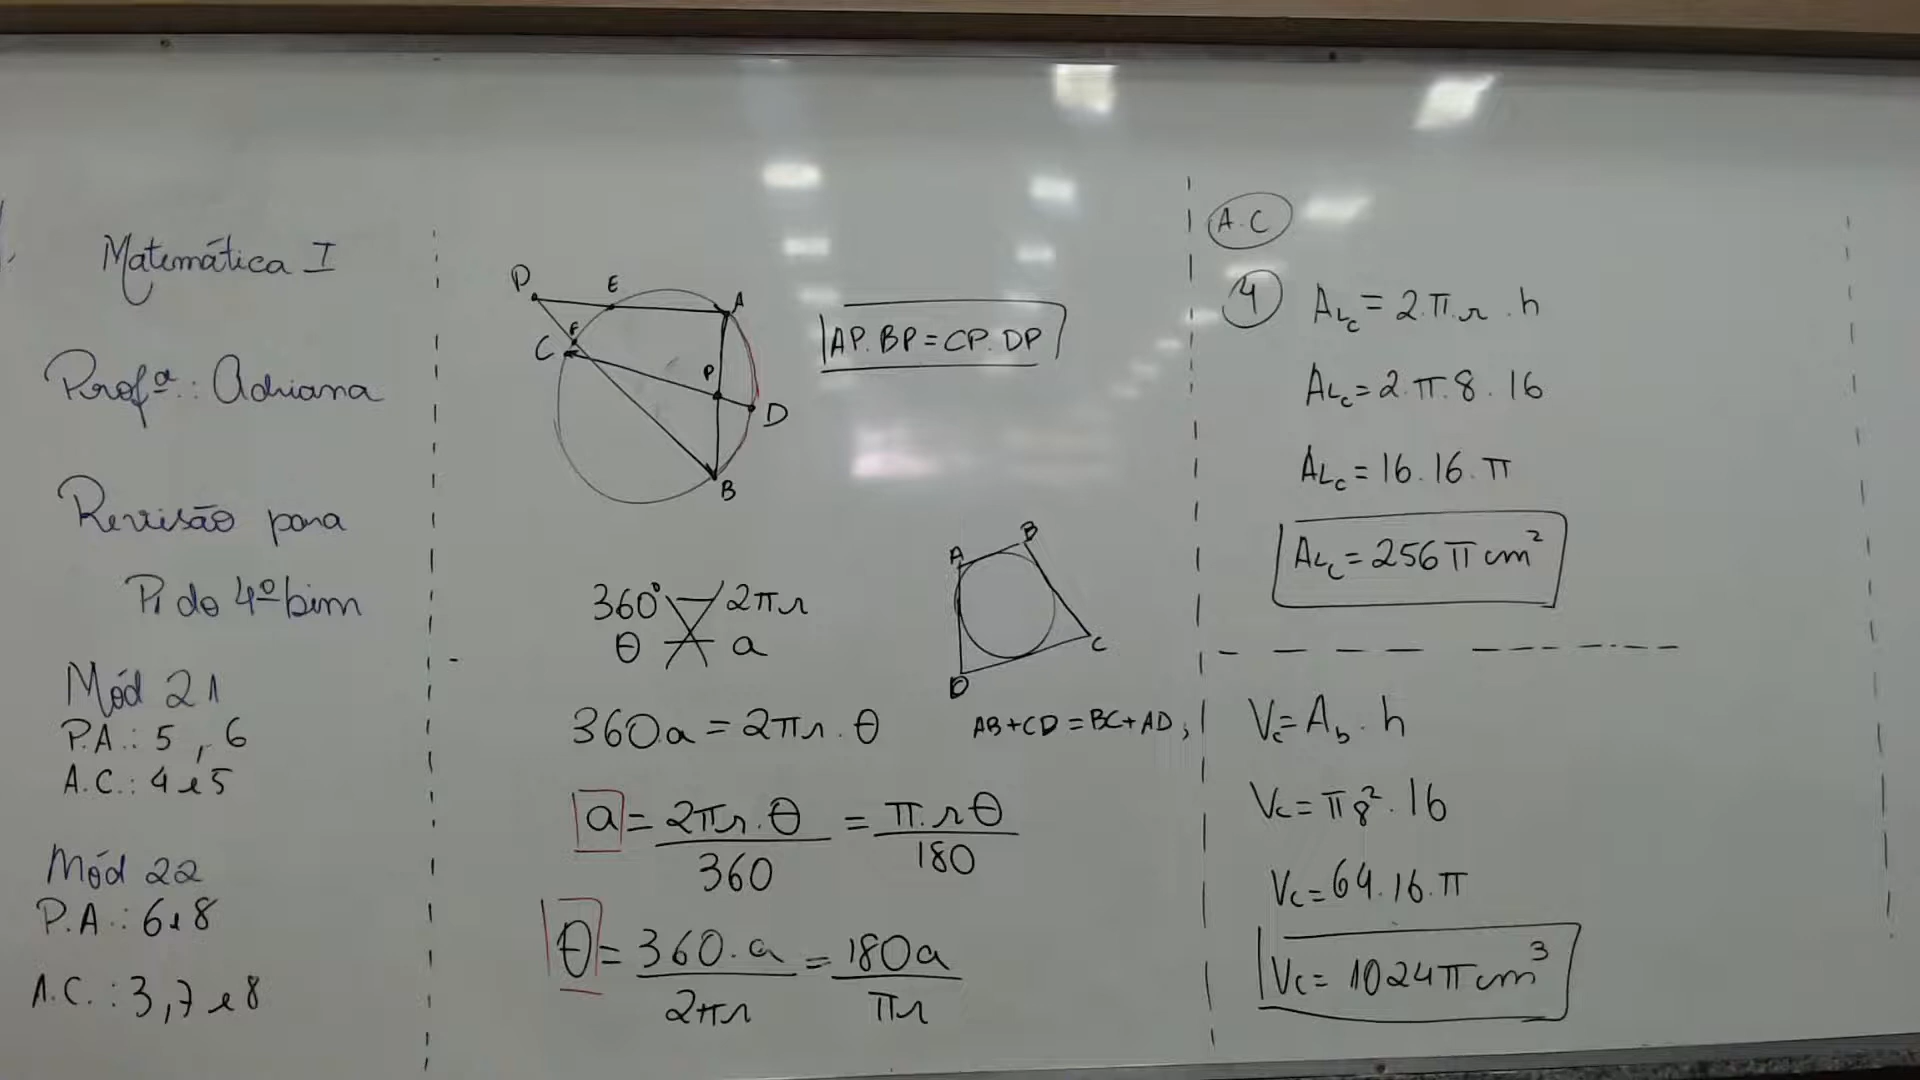 Matemática I
Profª.: Adriana
Revisão para
P1 do 4º bim
Mód 21
P.A.: 5, 6
A.C.: 4 e 5
Mód 22
P.A.: 6 e 8
A.C.: 3, 7 e 8
P E A
F
C P
D
B
AP.BP=CP.DP
360° 2πr
θ a
360.a = 2πr.θ
a = 2πr.θ/360 = π.rθ/180
θ = 360.a/2πr = 180a/πr
A B
C
D
AB+CD=BC+AD
A.C
4 ALc = 2.π.r.h
ALc = 2.π.8.16
ALc = 16.16.π
ALc = 256π cm²
Vc = Ab.h
Vc = π8².16
Vc = 64.16.π
Vc = 1024π cm³